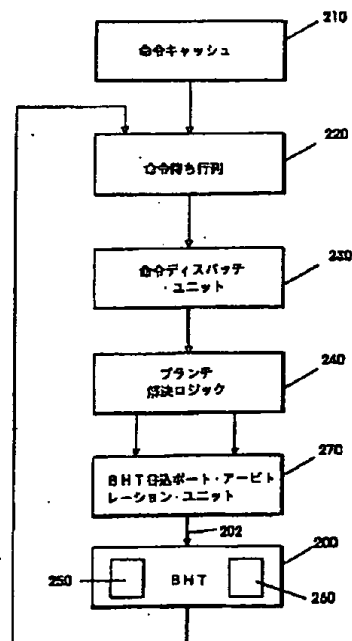 210
命令キャッシュ
220
命令待ち行列
230
命令ディスパッチ
・ユニット
240
ブランチ
解決ロジック
270
BHT書込ポート・アービト
レーション・ユニット
202
200
250
BHT
260